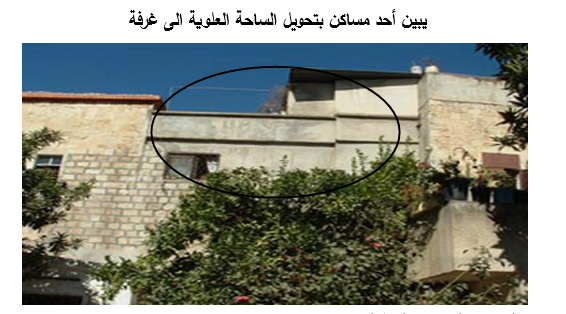 يبين أحد مساكن بتحويل الساحة العلوية الى غرفة